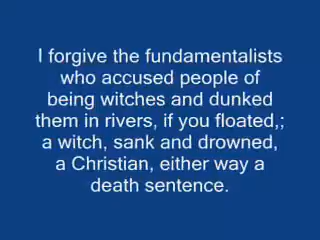 I forgive the fundamentalists
who accused people of
being witches and dunked
them in rivers, if you floated,;
a witch, sank and drowned,
a Christian, either way a
death sentence.